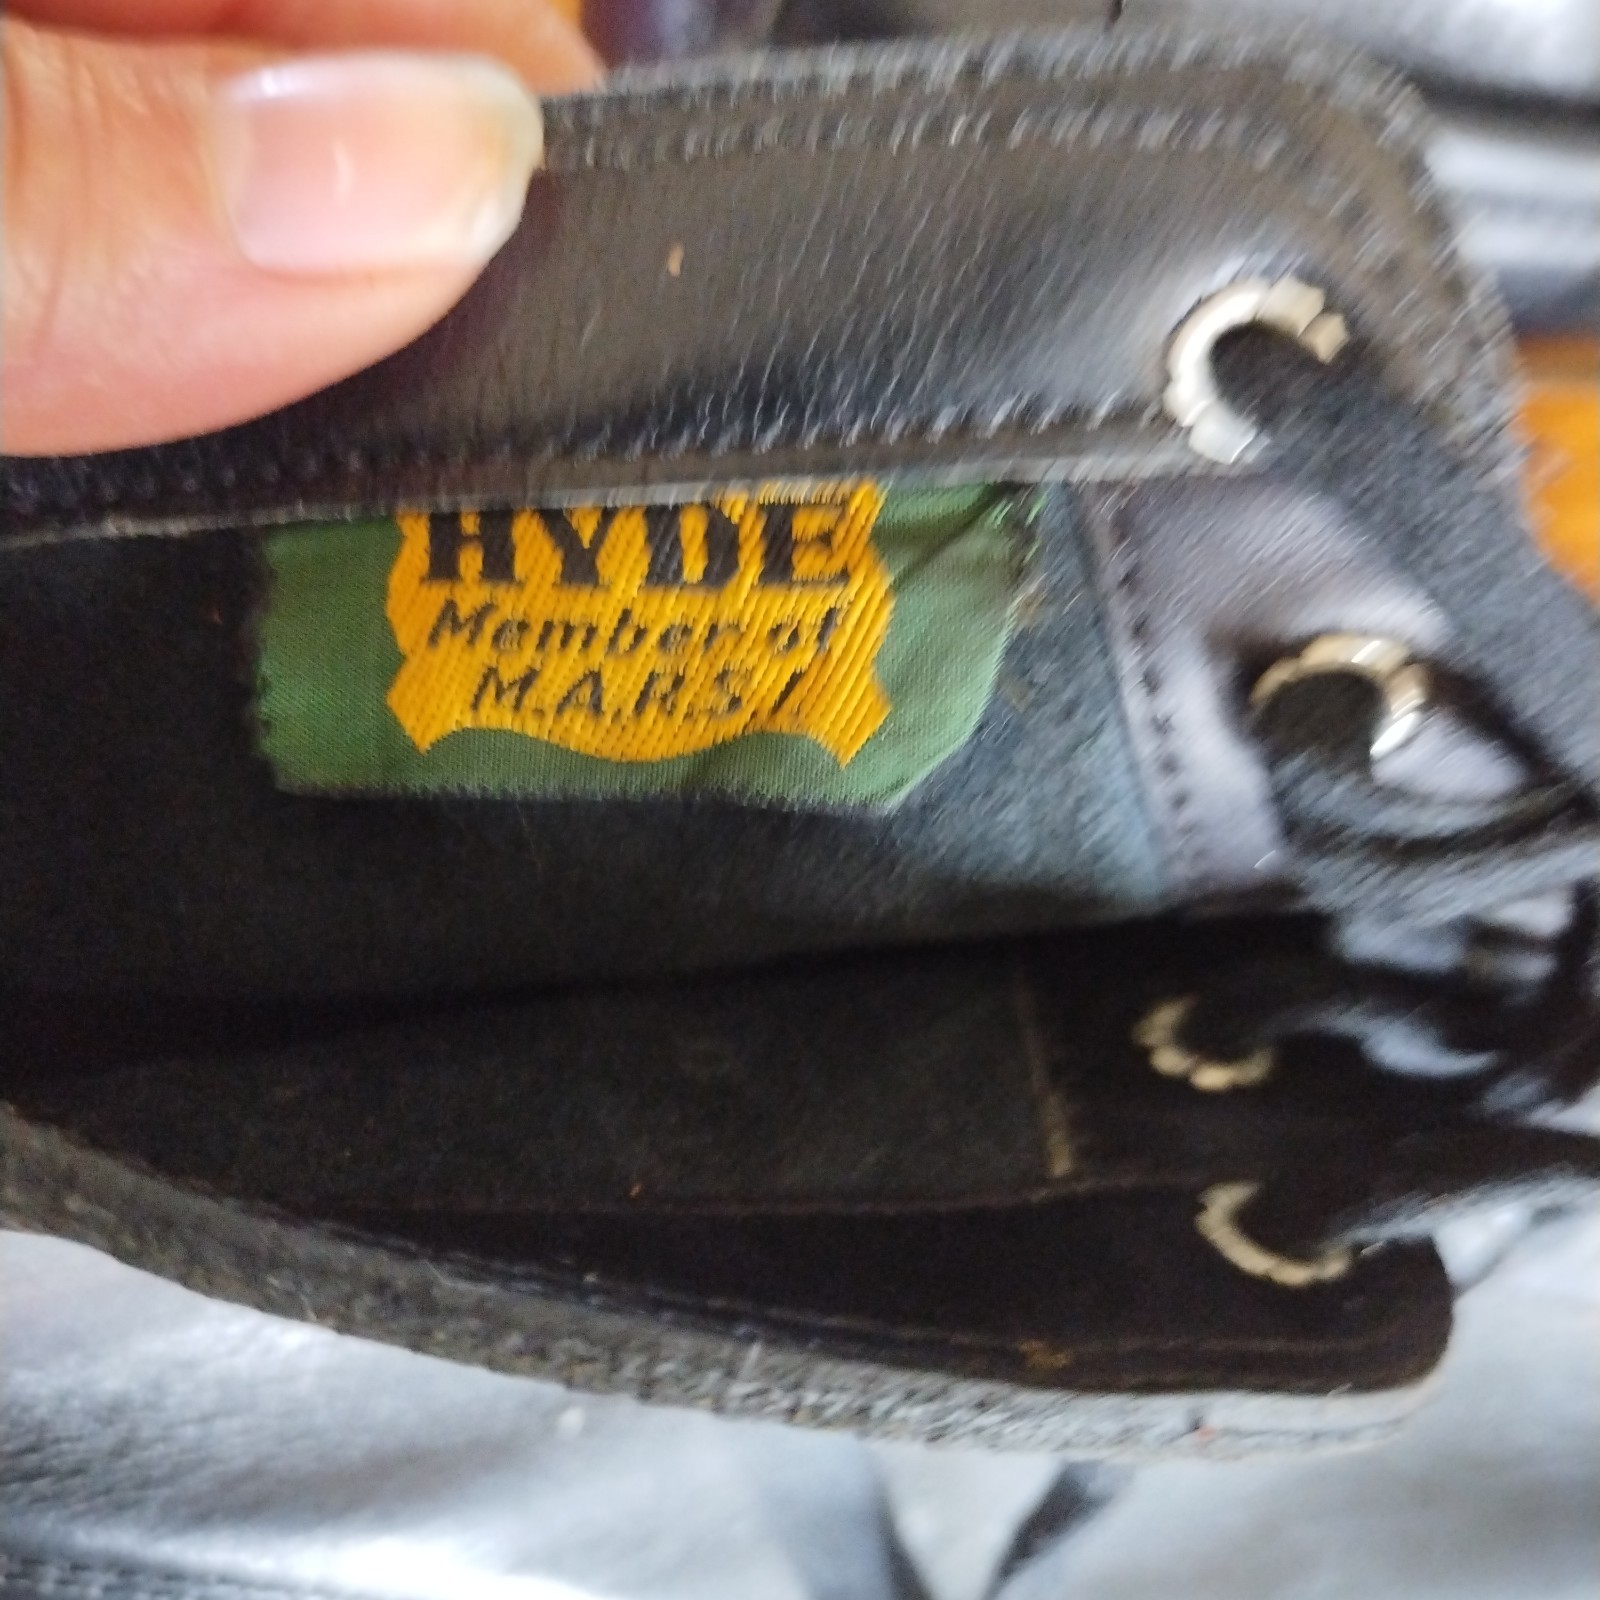 HYDE
Member of
M.A.R.S.